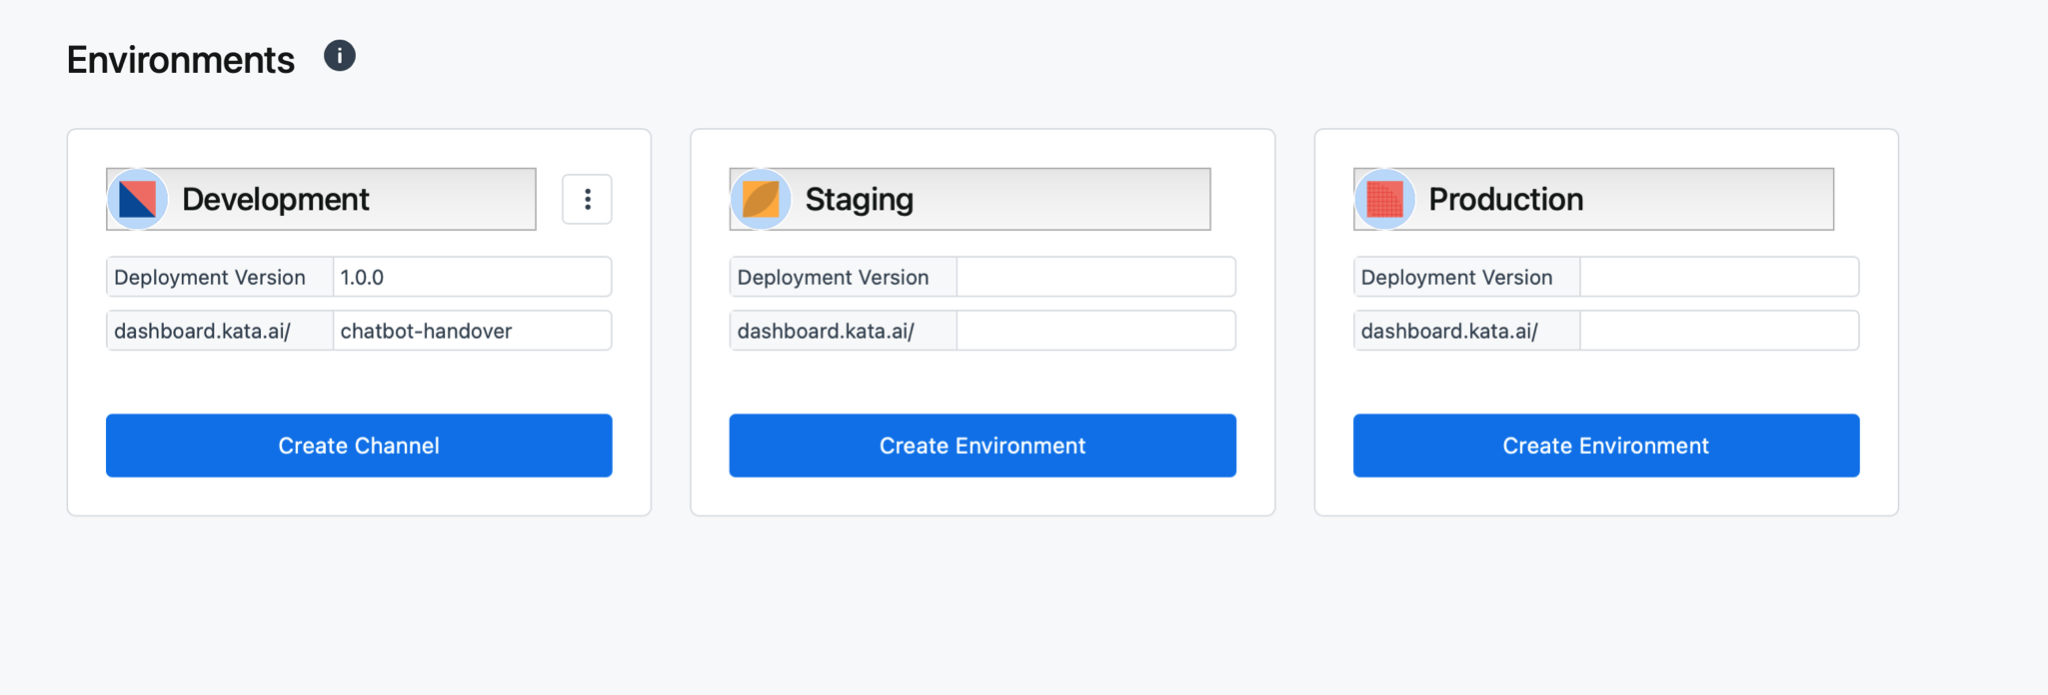 Environments
Development
Deployment Version 1.0.0
dashboard.kata.ai/ chatbot-handover
Create Channel
Staging
Deployment Version
dashboard.kata.ai/
Create Environment
Production
Deployment Version
dashboard.kata.ai/
Create Environment